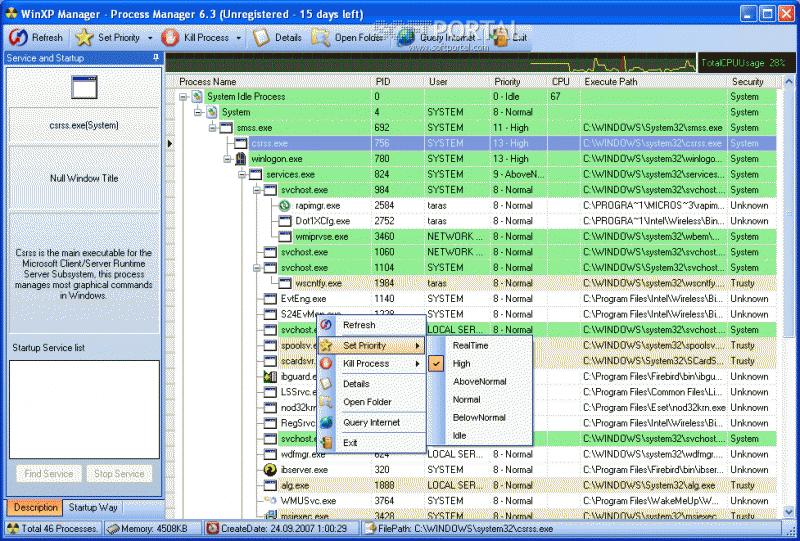 WinXP Manager - Process Manager 6.3 (Unregistered - 15 days left)
Refresh Set Priority Kill Process Details Open Folder Query Internet Exit
PORTAL
www.softportal.com
Service and Startup
TotalCPUUsage 28%
csrss.exe(System)
Null Window Title
Csrss is the main executable for the
Microsoft Client/Server Runtime
Server Subsystem, this process
manages most graphical commands
in Windows.
Startup Service list
Find Service Stop Service
Description Startup Way
Process Name PID User Priority CPU Execute Path Security
System Idle Process 0 0 - Idle 67 System
System 4 SYSTEM 8 - Normal System
smss.exe 692 SYSTEM 11 - High C:\WINDOWS\System32\smss.exe System
csrss.exe 756 SYSTEM 13 - High C:\WINDOWS\system32\csrss.exe System
winlogon.exe 780 SYSTEM 13 - High C:\WINDOWS\system32\winlogo... System
services.exe 824 SYSTEM 9 - AboveN... C:\WINDOWS\system32\services... System
svchost.exe 984 SYSTEM 8 - Normal C:\WINDOWS\system32\svchost.... System
rapimgr.exe 2584 taras 8 - Normal C:\PROGRA~1\MICROS~3\rapim... Unknown
Dot1XCfg.exe 2752 taras 8 - Normal C:\PROGRA~1\Intel\Wireless\Bin... Unknown
wmiprvse.exe 3460 NETWORK ... 8 - Normal C:\WINDOWS\system32\wbem\... System
svchost.exe 1060 NETWORK ... 8 - Normal C:\WINDOWS\system32\svchost.... System
svchost.exe 1104 SYSTEM 8 - Normal C:\WINDOWS\System32\svchost.... System
wscntfy.exe 1984 taras 8 - Normal C:\WINDOWS\system32\wscntfy.... Trusty
EvtEng.exe 1140 SYSTEM 8 - Normal C:\Program Files\Intel\Wireless\Bi... Unknown
S24EvMon.exe 1228 SYSTEM 8 - Normal C:\Program Files\Intel\Wireless\Bi... Unknown
svchost.exe LOCAL SER... 8 - Normal C:\WINDOWS\system32\svchost.... System
spoolsv. C:\WINDOWS\system32\spoolsv.... Trusty
scardsvr. C:\WINDOWS\System32\SCardS... Trusty
ibguard. C:\Program Files\Firebird\bin\ibgu... Unknown
LSSrvc. C:\Program Files\Common Files\L... Unknown
nod32krn. C:\Program Files\Eset\nod32krn.exe Unknown
RegSrvc C:\Program Files\Intel\Wireless\Bi... Unknown
svchost.e C:\WINDOWS\system32\svchost.... System
wdfmgr.exe 624 LOCAL SER... 8 - Normal C:\WINDOWS\system32\wdfmgr.... Unknown
ibserver.exe 320 SYSTEM 8 - Normal C:\Program Files\Firebird\bin\ibser... Unknown
alg.exe 1888 LOCAL SER... 8 - Normal C:\WINDOWS\System32\alg.exe Trusty
WMUSvc.exe 3764 SYSTEM 8 - Normal C:\Program Files\WakeMeUp\W... Unknown
msiexec.exe 3428 SYSTEM 8 - Normal C:\WINDOWS\system32\msiexec... Trusty
Refresh
Set Priority
Kill Process
Details
Open Folder
Query Internet
Exit
RealTime
High
AboveNormal
Normal
BelowNormal
Idle
Total 46 Processes. Memory: 4508KB CreateDate: 24.09.2007 1:00:29 FilePath: C:\WINDOWS\system32\csrss.exe